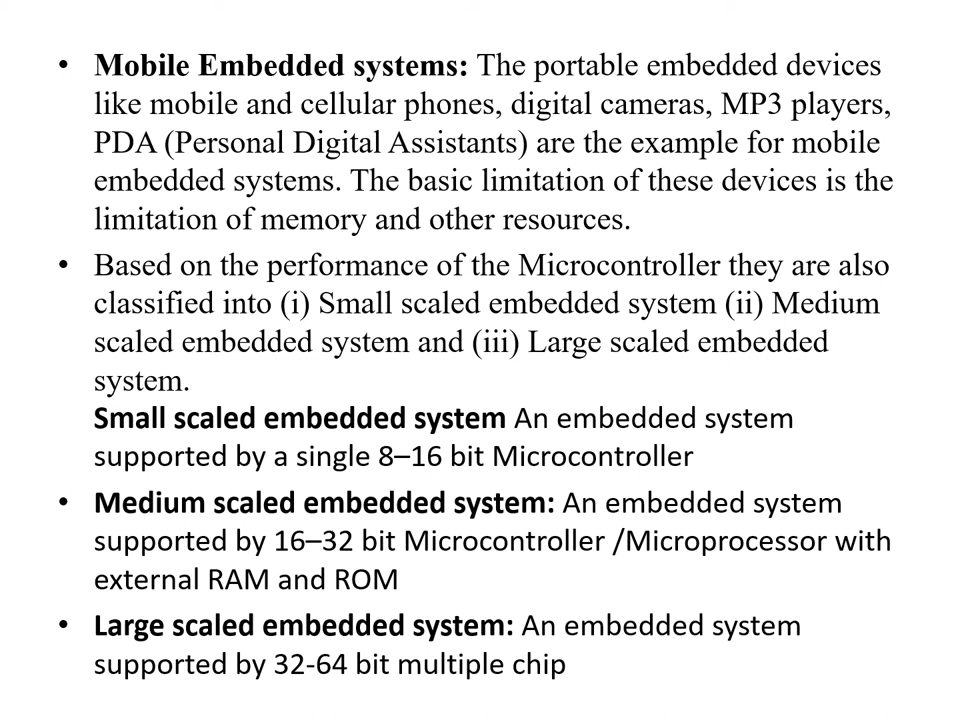 • Mobile Embedded systems: The portable embedded devices
like mobile and cellular phones, digital cameras, MP3 players,
PDA (Personal Digital Assistants) are the example for mobile
embedded systems. The basic limitation of these devices is the
limitation of memory and other resources.
• Based on the performance of the Microcontroller they are also
classified into (i) Small scaled embedded system (ii) Medium
scaled embedded system and (iii) Large scaled embedded
system.
Small scaled embedded system An embedded system
supported by a single 8–16 bit Microcontroller
• Medium scaled embedded system: An embedded system
supported by 16–32 bit Microcontroller /Microprocessor with
external RAM and ROM
• Large scaled embedded system: An embedded system
supported by 32-64 bit multiple chip